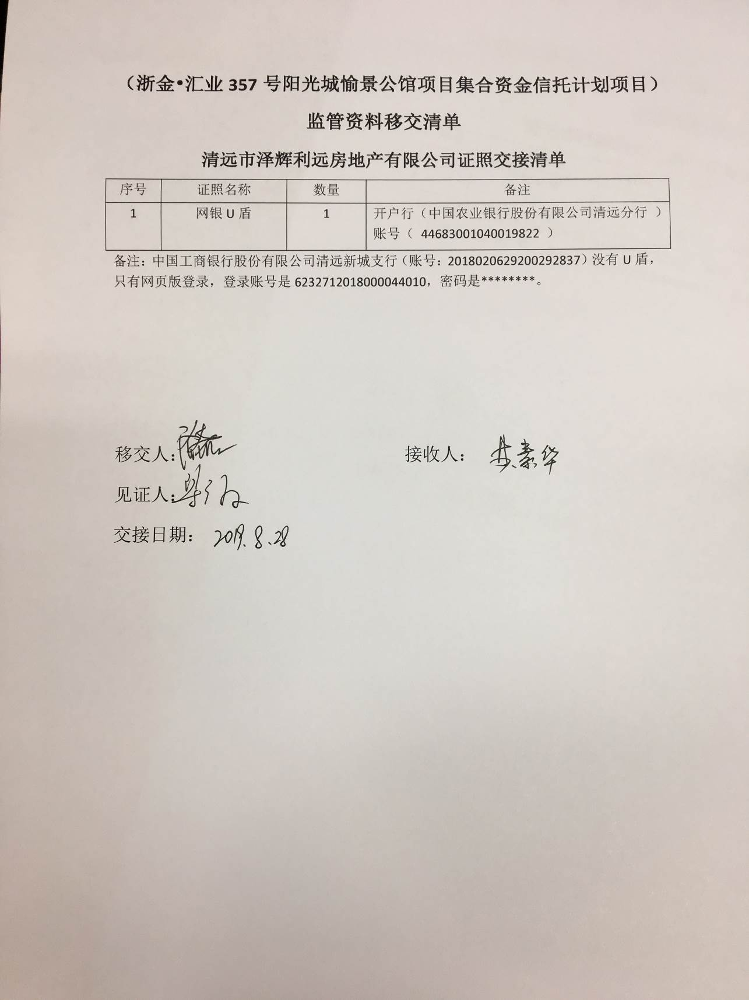 （浙金•汇业 357 号阳光城愉景公馆项目集合资金信托计划项目）
监管资料移交清单
清远市泽辉利远房地产有限公司证照交接清单
序号 证照名称 数量 备注
1 网银 U 盾 1 开户行（中国农业银行股份有限公司清远分行 ）
账号（ 44683001040019822 ）
备注：中国工商银行股份有限公司清远新城支行（账号：2018020629200292837）没有 U 盾，
只有网页版登录，登录账号是 6232712018000044010，密码是********。
移交人： 接收人：
见证人：
交接日期：